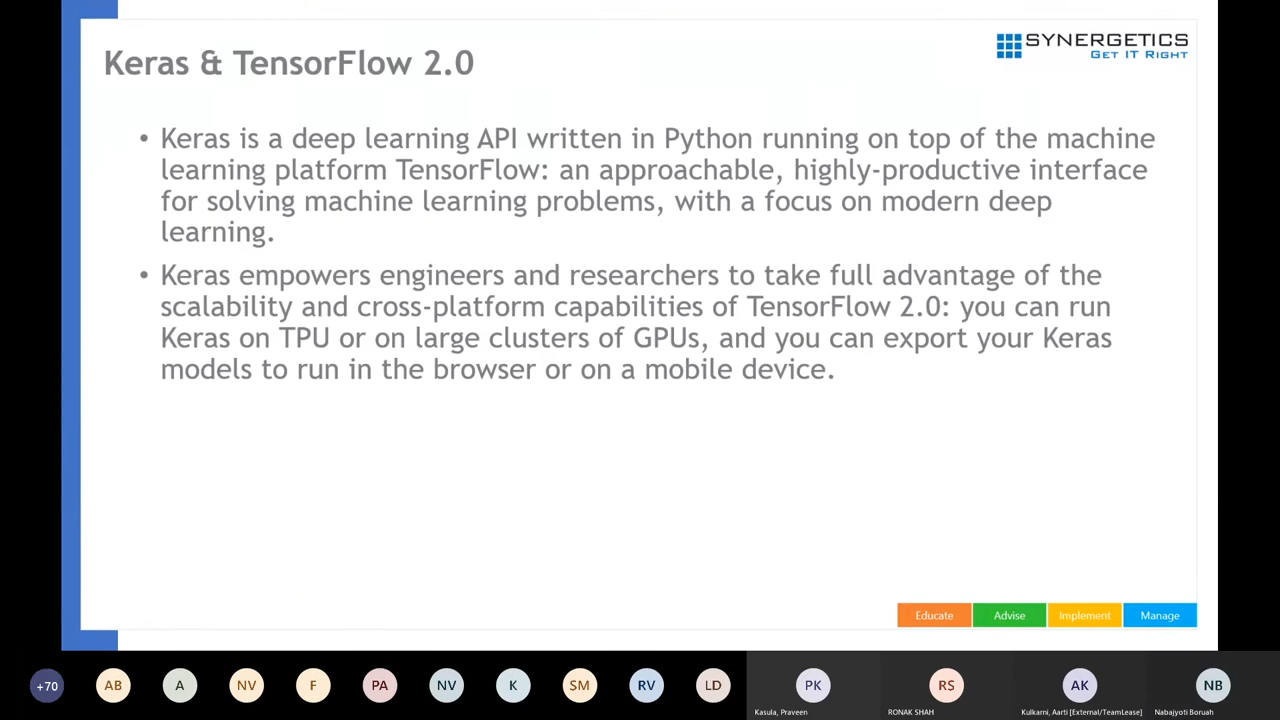 SYNERGETICS
GET IT RIGHT
Keras & TensorFlow 2.0
• Keras is a deep learning API written in Python running on top of the machine
learning platform TensorFlow: an approachable, highly-productive interface
for solving machine learning problems, with a focus on modern deep
learning.
• Keras empowers engineers and researchers to take full advantage of the
scalability and cross-platform capabilities of TensorFlow 2.0: you can run
Keras on TPU or on large clusters of GPUs, and you can export your Keras
models to run in the browser or on a mobile device.
Educate Advise Implement Manage
+70 AB A NV F PA NV K SM RV LD PK RS AK NB
Kasula, Praveen RONAK SHAH Kulkarni, Aarti [External/TeamLease] Nabajyoti Boruah